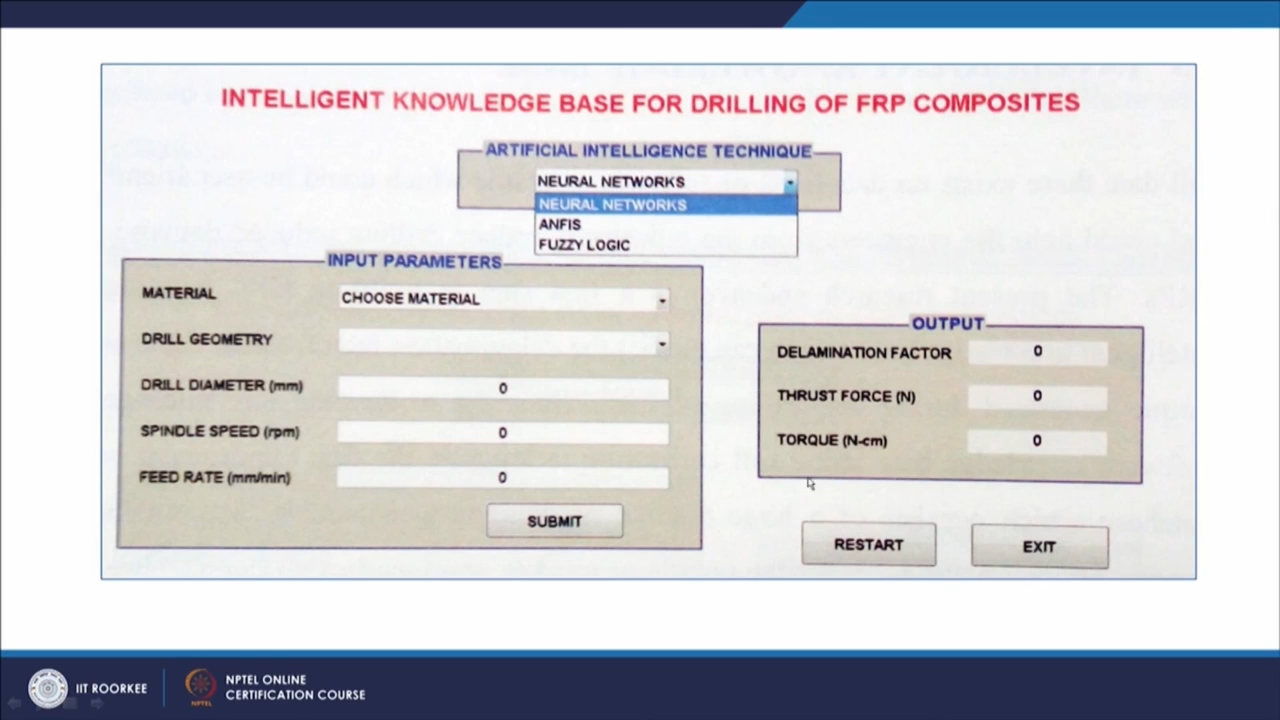 INTELLIGENT KNOWLEDGE BASE FOR DRILLING OF FRP COMPOSITES
ARTIFICIAL INTELLIGENCE TECHNIQUE
NEURAL NETWORKS
NEURAL NETWORKS
ANFIS
FUZZY LOGIC
INPUT PARAMETERS
MATERIAL CHOOSE MATERIAL
DRILL GEOMETRY
DRILL DIAMETER (mm) 0
SPINDLE SPEED (rpm) 0
FEED RATE (mm/min) 0
SUBMIT
OUTPUT
DELAMINATION FACTOR 0
THRUST FORCE (N) 0
TORQUE (N-cm) 0
RESTART EXIT
IIT ROORKEE
NPTEL
NPTEL ONLINE
CERTIFICATION COURSE